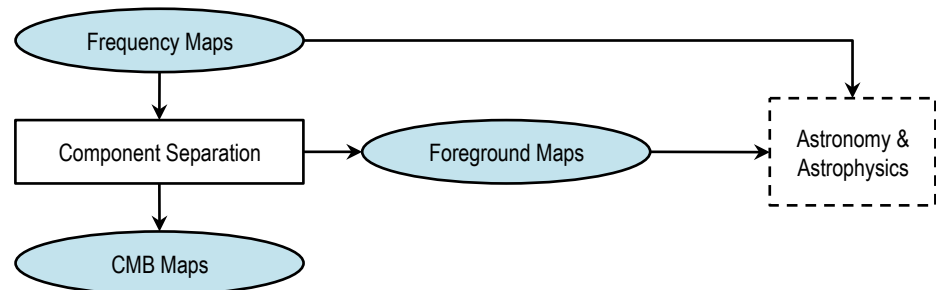 Frequency Maps
Component Separation
Foreground Maps
Astronomy &
Astrophysics
CMB Maps